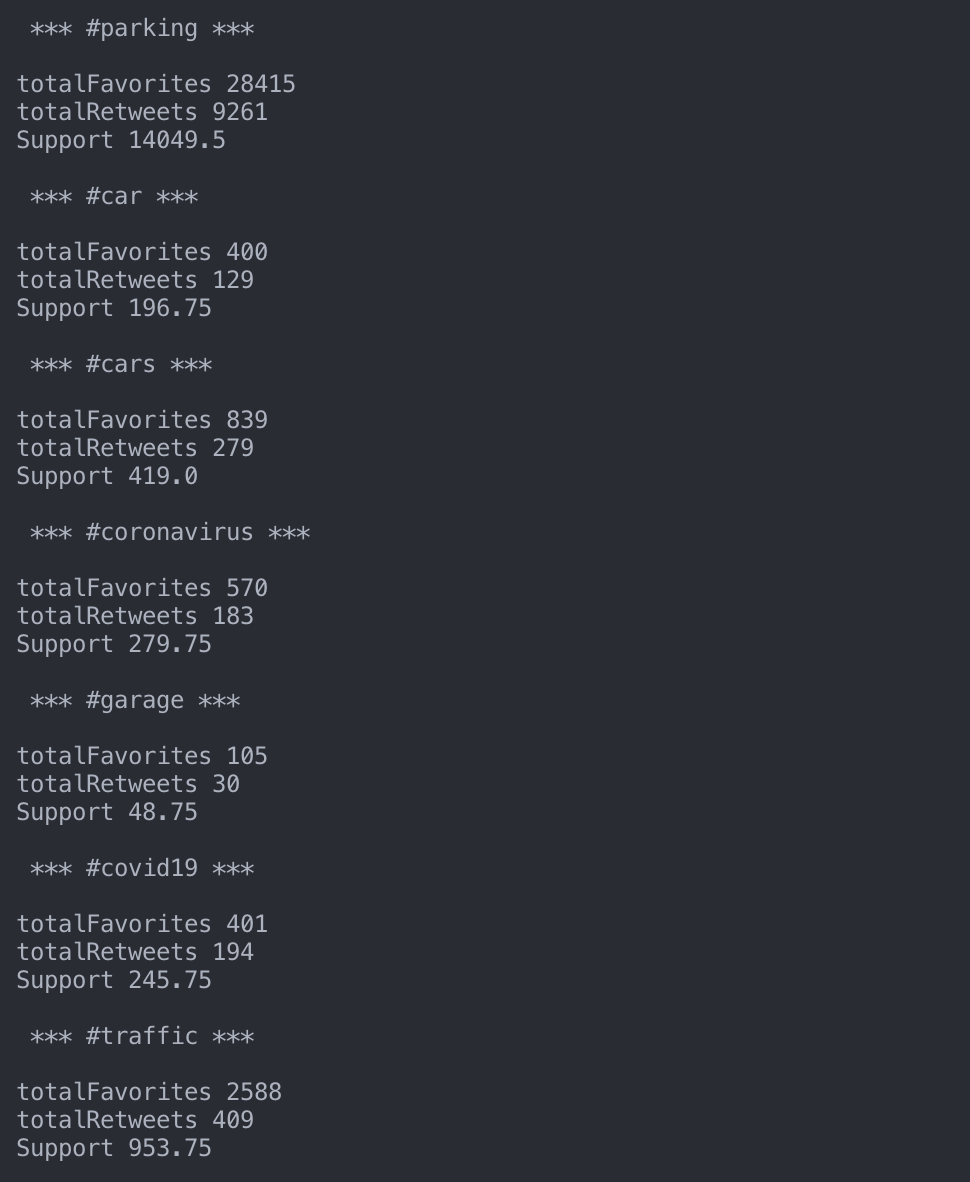 *** #parking ***
totalFavorites 28415
totalRetweets 9261
Support 14049.5
*** #car ***
totalFavorites 400
totalRetweets 129
Support 196.75
*** #cars ***
totalFavorites 839
totalRetweets 279
Support 419.0
*** #coronavirus ***
totalFavorites 570
totalRetweets 183
Support 279.75
*** #garage ***
totalFavorites 105
totalRetweets 30
Support 48.75
*** #covid19 ***
totalFavorites 401
totalRetweets 194
Support 245.75
*** #traffic ***
totalFavorites 2588
totalRetweets 409
Support 953.75